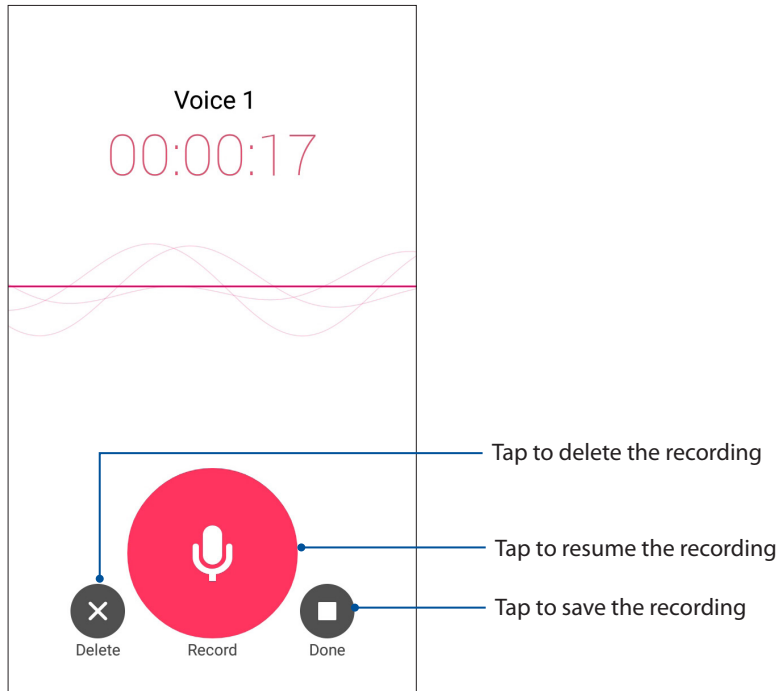 Voice 1
00:00:17
Tap to delete the recording
Tap to resume the recording
Tap to save the recording
Delete
Record
Done